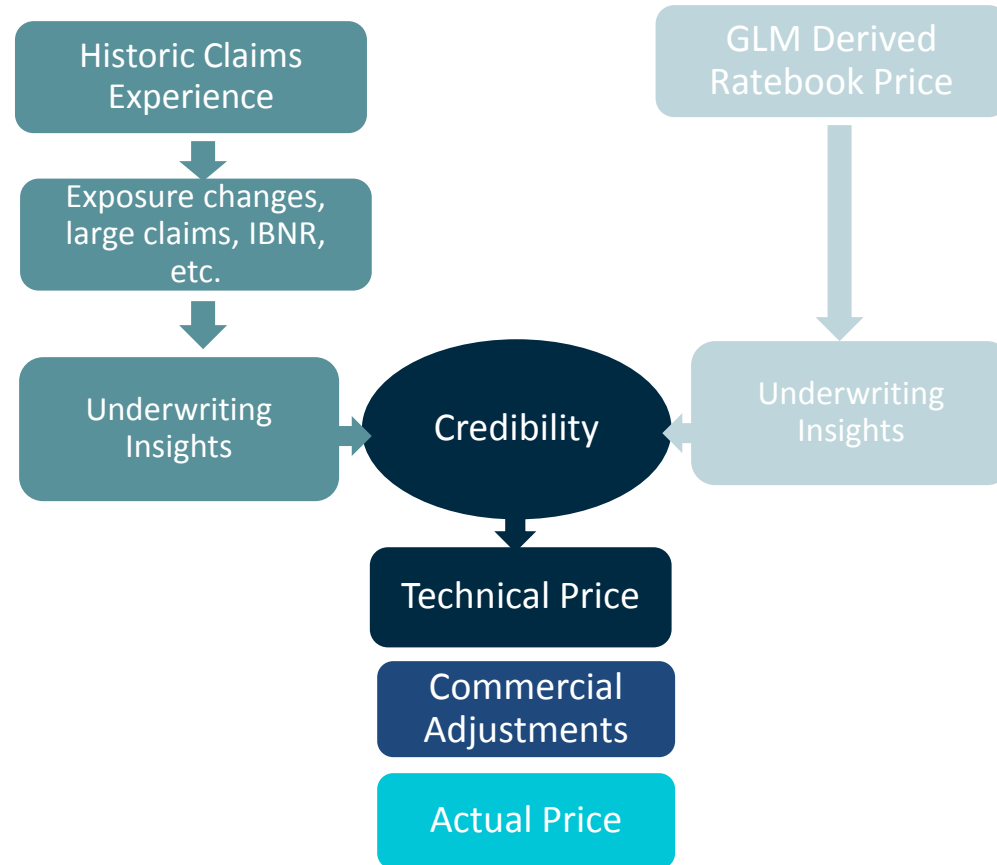 Historic Claims
Experience
GLM Derived
Ratebook Price
Exposure changes,
large claims, IBNR,
etc.
Underwriting
Insights
Credibility
Underwriting
Insights
Technical Price
Commercial
Adjustments
Actual Price